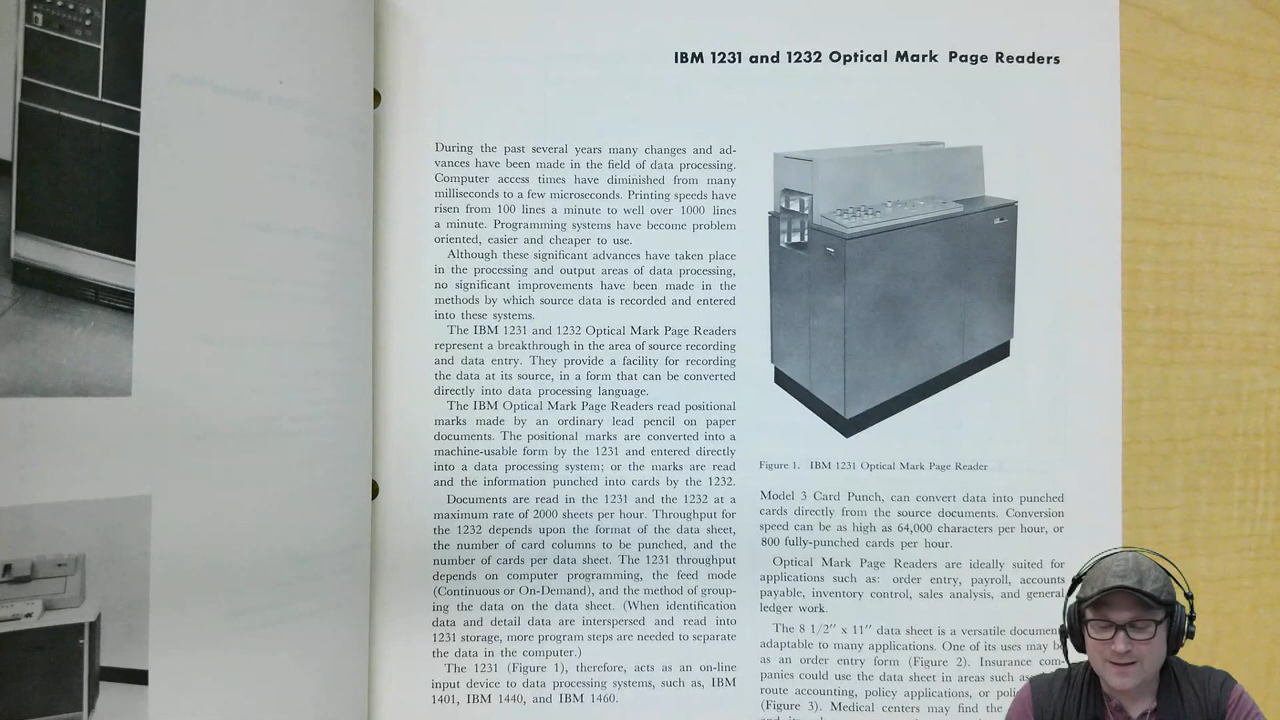 IBM 1231 and 1232 Optical Mark Page Readers
During the past several years many changes and ad-
vances have been made in the field of data processing.
Computer access times have diminished from many
milliseconds to a few microseconds. Printing speeds have
risen from 100 lines a minute to well over 1000 lines
a minute. Programming systems have become problem
oriented, easier and cheaper to use.
Although these significant advances have taken place
in the processing and output areas of data processing,
no significant improvements have been made in the
methods by which source data is recorded and entered
into these systems.
The IBM 1231 and 1232 Optical Mark Page Readers
represent a breakthrough in the area of source recording
and data entry. They provide a facility for recording
the data at its source, in a form that can be converted
directly into data processing language.
The IBM Optical Mark Page Readers read positional
marks made by an ordinary lead pencil on paper
documents. The positional marks are converted into a
machine-usable form by the 1231 and entered directly
into a data processing system; or the marks are read
and the information punched into cards by the 1232.
Documents are read in the 1231 and the 1232 at a
maximum rate of 2000 sheets per hour. Throughput for
the 1232 depends upon the format of the data sheet,
the number of card columns to be punched, and the
number of cards per data sheet. The 1231 throughput
depends on computer programming, the feed mode
(Continuous or On-Demand), and the method of group-
ing the data on the data sheet. (When identification
data and detail data are interspersed and read into
1231 storage, more program steps are needed to separate
the data in the computer.)
The 1231 (Figure 1), therefore, acts as an on-line
input device to data processing systems, such as, IBM
1401, IBM 1440, and IBM 1460.
Figure 1. IBM 1231 Optical Mark Page Reader
Model 3 Card Punch, can convert data into punched
cards directly from the source documents. Conversion
speed can be as high as 64,000 characters per hour, or
800 fully-punched cards per hour.
Optical Mark Page Readers are ideally suited for
applications such as: order entry, payroll, accounts
payable, inventory control, sales analysis, and general
ledger work.
The 8 1/2″ x 11″ data sheet is a versatile document
adaptable to many applications. One of its uses may be
as an order entry form (Figure 2). Insurance com-
panies could use the data sheet in areas such as
route accounting, policy applications, or
(Figure 3). Medical centers may find the